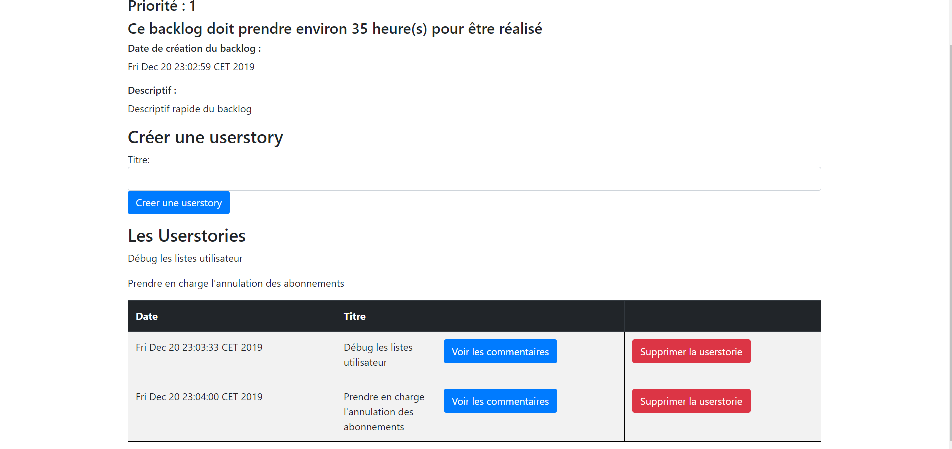 Priorité : 1
Ce backlog doit prendre environ 35 heure(s) pour être réalisé
Date de création du backlog :
Fri Dec 20 23:02:59 CET 2019
Descriptif :
Descriptif rapide du backlog
Créer une userstory
Titre:
Creer une userstory
Les Userstories
Débug les listes utilisateur
Prendre en charge l'annulation des abonnements
Date Titre
Fri Dec 20 23:03:33 CET 2019 Débug les listes Voir les commentaires Supprimer la userstorie
utilisateur
Fri Dec 20 23:04:00 CET 2019 Prendre en charge Voir les commentaires Supprimer la userstorie
l'annulation des
abonnements